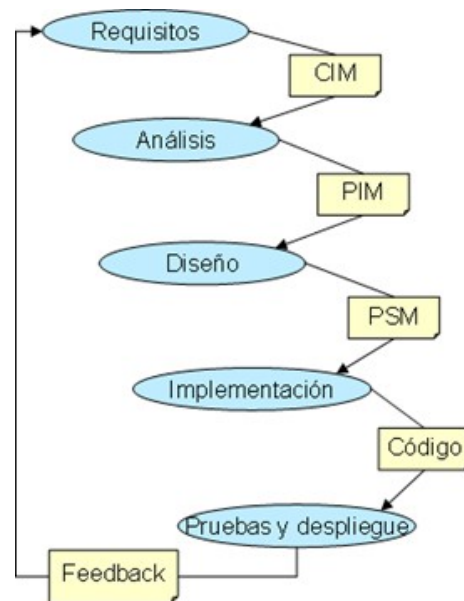 Requisitos
CIM
Análisis
PIM
Diseño
PSM
Implementación
Código
Pruebas y despliegue
Feedback